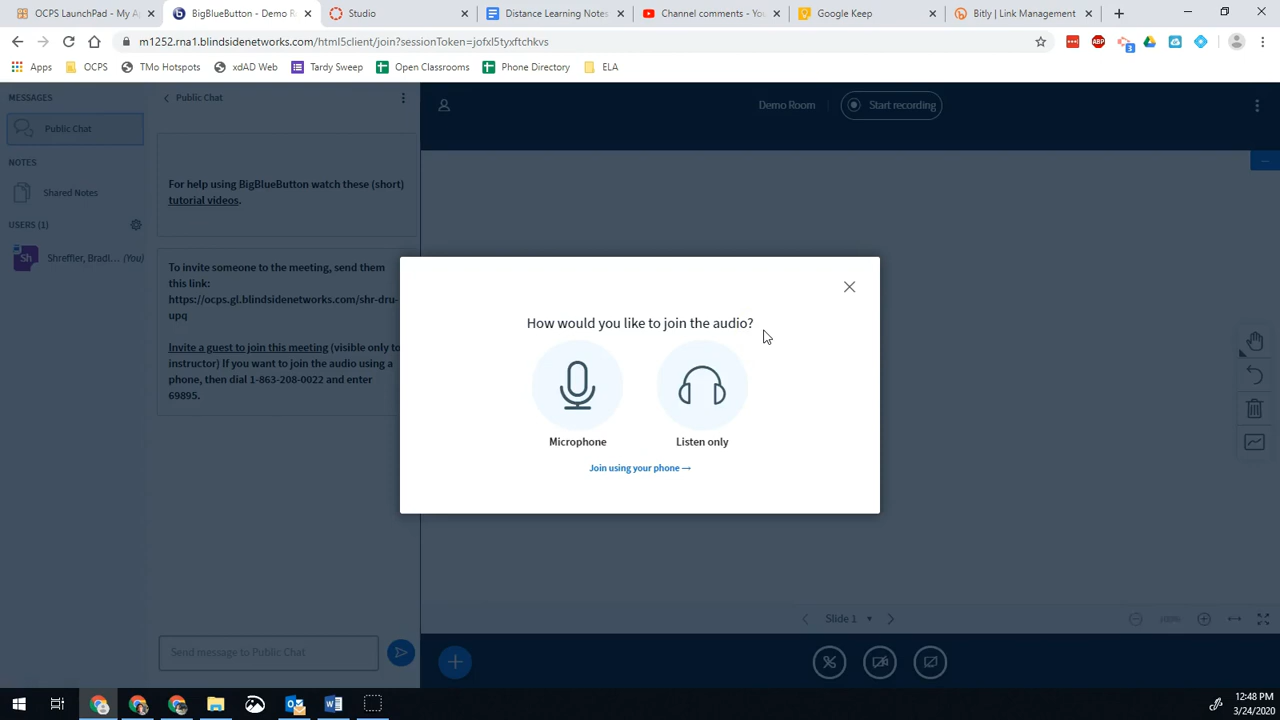 OCPS LaunchPad - My A
BigBlueButton - Demo R
Studio
Distance Learning Notes
Channel comments - Yo
Google Keep
Bitly | Link Management
m1252.rna1.blindsidenetworks.com/html5client/join?sessionToken=jofxl5tyxftchkvs
ABP
3
Apps
OCPS
TMo Hotspots
xdAD Web
Tardy Sweep
Open Classrooms
Phone Directory
ELA
MESSAGES
Public Chat
NOTES
Shared Notes
USERS (1)
Sh
Shreffler, Bradl... (You)
Public Chat
For help using BigBlueButton watch these (short)
tutorial videos.
To invite someone to the meeting, send them
this link:
https://ocps.gl.blindsidenetworks.com/shr-dru-
upq
Invite a guest to join this meeting (visible only to
instructor) If you want to join the audio using a
phone, then dial 1-863-208-0022 and enter
69895.
Send message to Public Chat
Demo Room
Start recording
How would you like to join the audio?
Microphone
Listen only
Join using your phone →
Slide 1
12:48 PM
3/24/2020